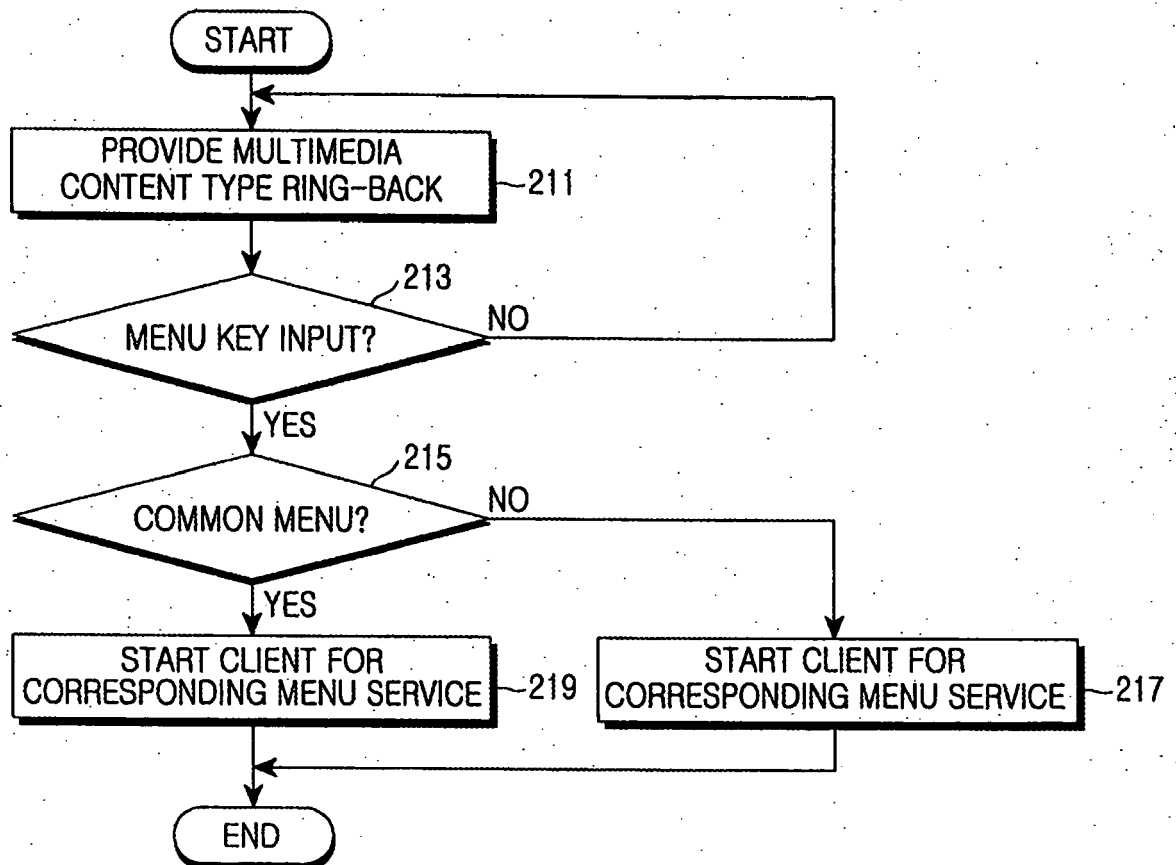 START
PROVIDE MULTIMEDIA
CONTENT TYPE RING-BACK
211
213
MENU KEY INPUT?
NO
YES
215
COMMON MENU?
NO
YES
START CLIENT FOR
CORRESPONDING MENU SERVICE
219
START CLIENT FOR
CORRESPONDING MENU SERVICE
217
END